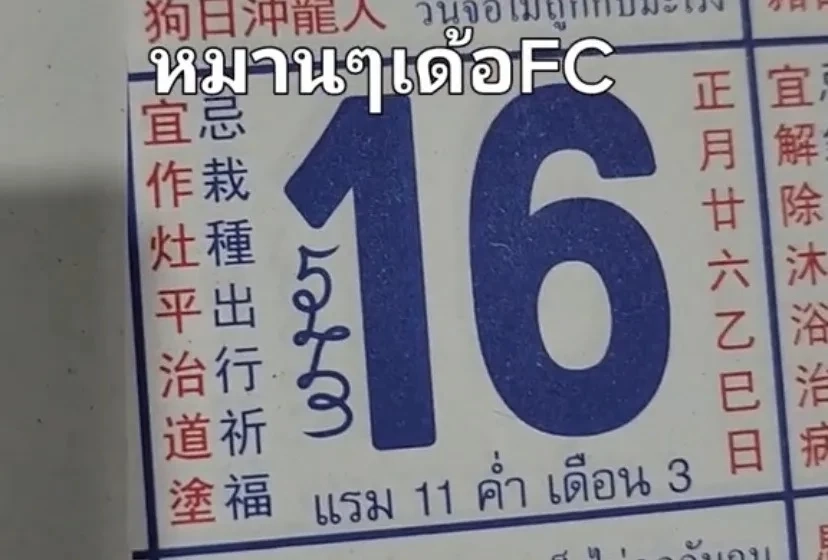 狗日沖龍人
หมานๆเด้อFC
宜作灶平治道塗
忌栽種出行祈福
16
正月廿六乙巳日
แรม 11 ค่ำ เดือน 3
宜解除沐浴治病